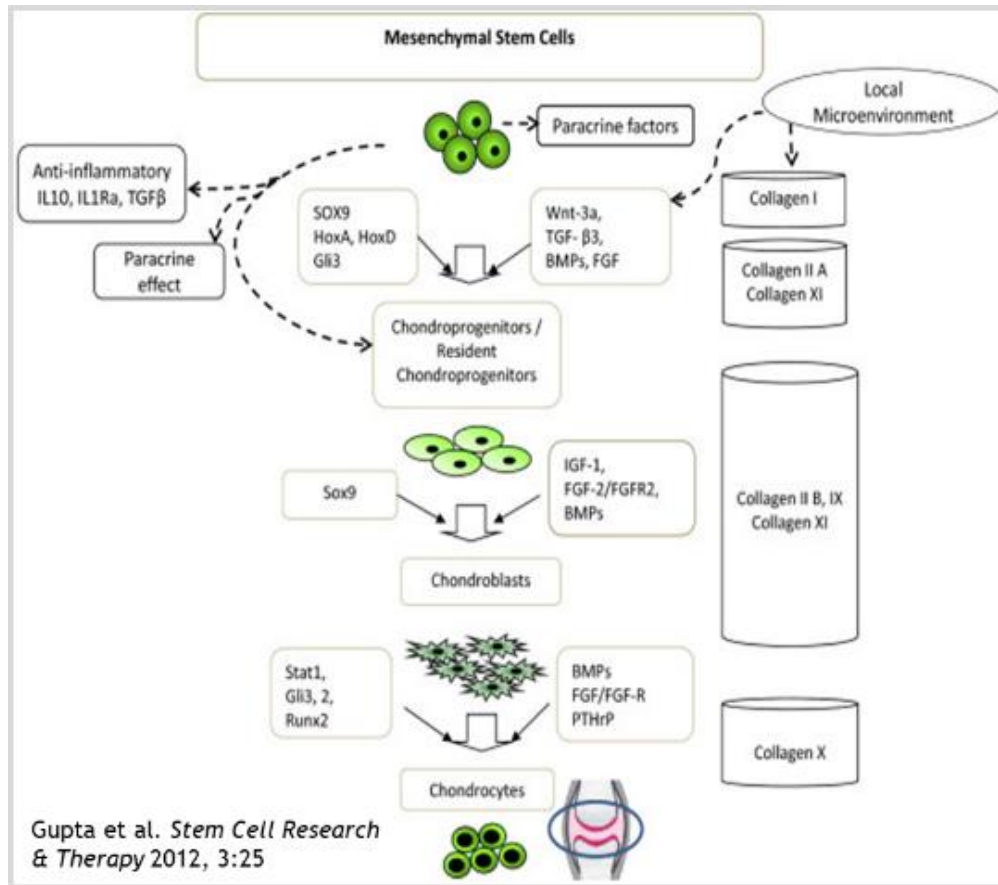 Mesenchymal Stem Cells
Local
Microenvironment
Paracrine factors
Anti-inflammatory
IL10, IL1Ra, TGFβ
Paracrine
effect
SOX9
HoxA, HoxD
Gli3
Wnt-3a,
TGF- β3,
BMPs, FGF
Collagen I
Collagen II A
Collagen XI
Chondroprogenitors /
Resident
Chondroprogenitors
Sox9
IGF-1,
FGF-2/FGFR2,
BMPs
Collagen II B, IX
Collagen XI
Chondroblasts
Stat1,
Gli3, 2,
Runx2
BMPs
FGF/FGF-R
PTHrP
Collagen X
Chondrocytes
Gupta et al. Stem Cell Research
& Therapy 2012, 3:25